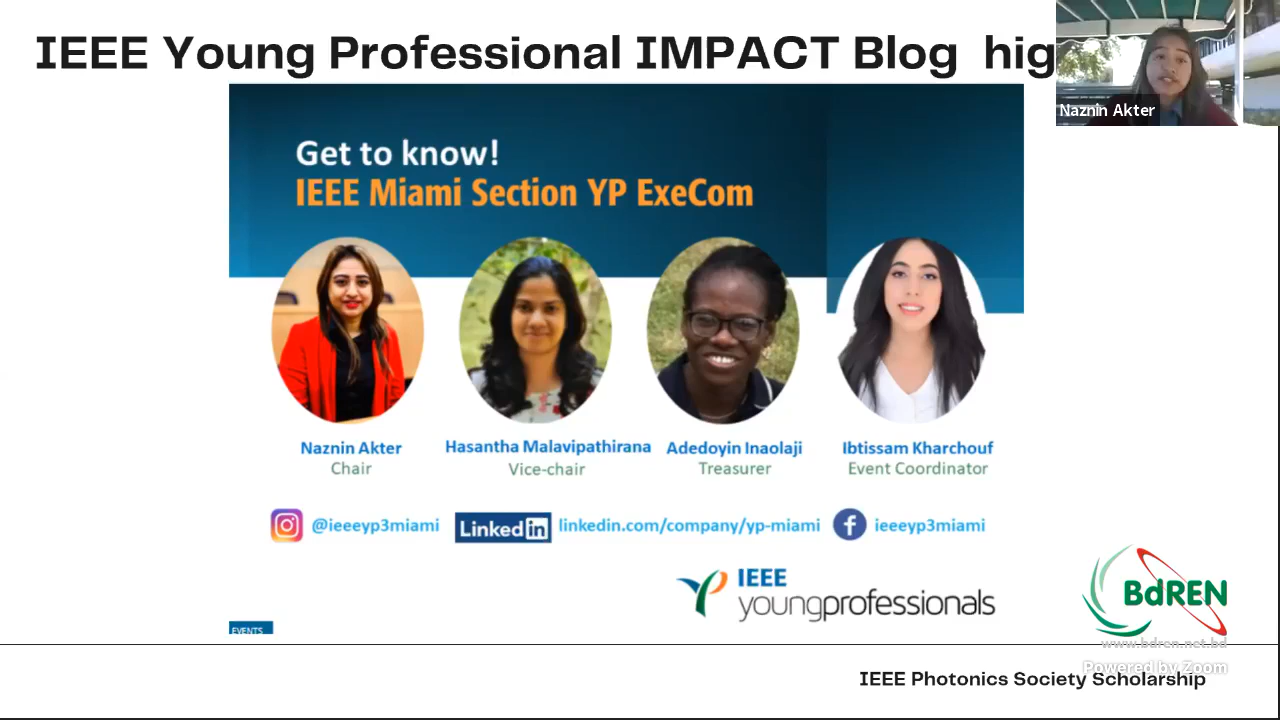 IEEE Young Professional IMPACT Blog hig
Naznin Akter
Get to know!
IEEE Miami Section YP ExeCom
Naznin Akter
Chair
Hasantha Malavipathirana
Vice-chair
Adedoyin Inaolaji
Treasurer
Ibtissam Kharchouf
Event Coordinator
@ieeeyp3miami
Linked in
linkedin.com/company/yp-miami
ieeeyp3miami
IEEE
youngprofessionals
BdREN
EVENTS
www.bdren.net.bd
Powered by Zoom
IEEE Photonics Society Scholarship